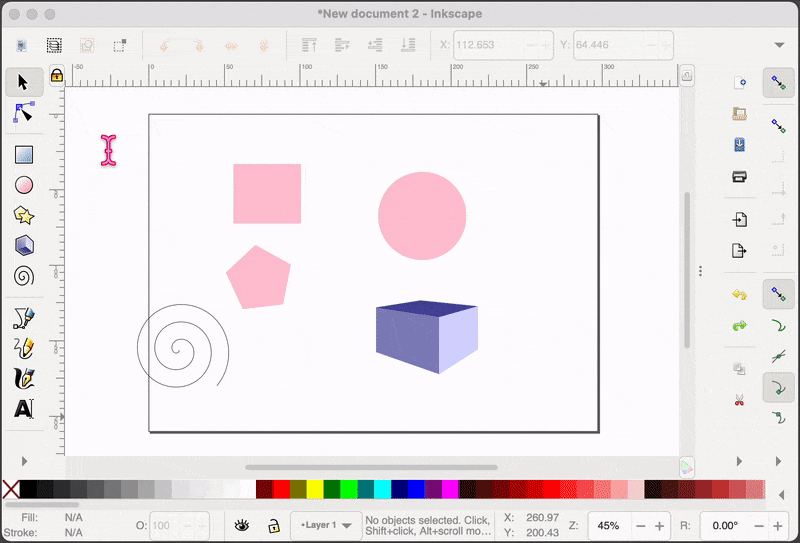 *New document 2 - Inkscape
X: 112.653 Y: 64.446
-50 0 50 100 150 200 250 300
A
Fill: N/A
Stroke: N/A
O: 100
•Layer 1
No objects selected. Click,
Shift+click, Alt+scroll mo...
X: 260.97
Y: 200.43
Z: 45%
R: 0.00°